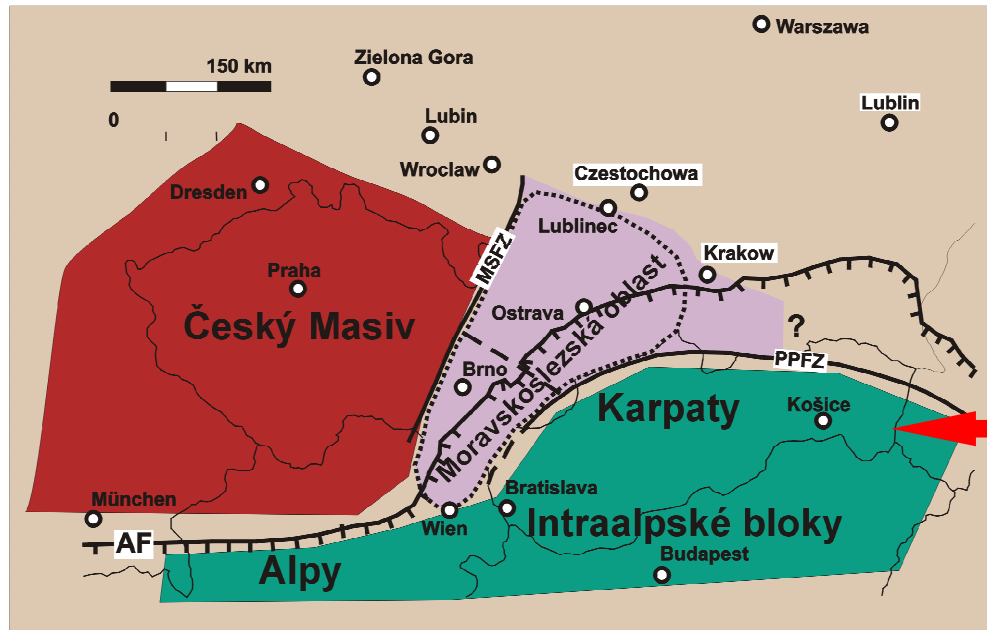 Warszawa
Zielona Gora
150 km
0
Lublin
Lubin
Wroclaw
Czestochowa
Dresden
Lublinec
MSFZ
Krakow
Praha
Ostrava
Český Masiv
Moravskoslezská oblast
?
PPFZ
Brno
Karpaty
Košice
München
Bratislava
Wien
Intraalpské bloky
AF
Budapest
Alpy